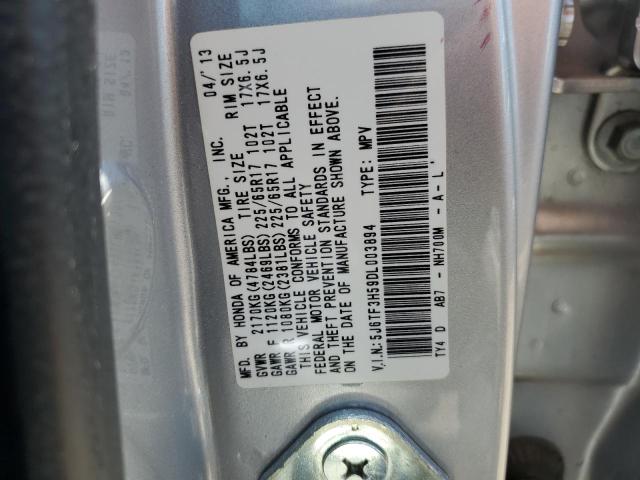 MFD. BY HONDA OF AMERICA MFG., INC. 04/'13
TIRE SIZE RIM SIZE
GVWR 2170KG(4784LBS)
GAWR F 1120KG(2469LBS) 225/65R17 102T 17X6.5J
GAWR R 1080KG(2381LBS) 225/65R17 102T 17X6.5J
THIS VEHICLE CONFORMS TO ALL APPLICABLE
FEDERAL MOTOR VEHICLE SAFETY
AND THEFT PREVENTION STANDARDS IN EFFECT
ON THE DATE OF MANUFACTURE SHOWN ABOVE.
V.I.N.:5J6TF3H59DL003894 TYPE: MPV
TY4 D AB7 - NH700M - A - L '